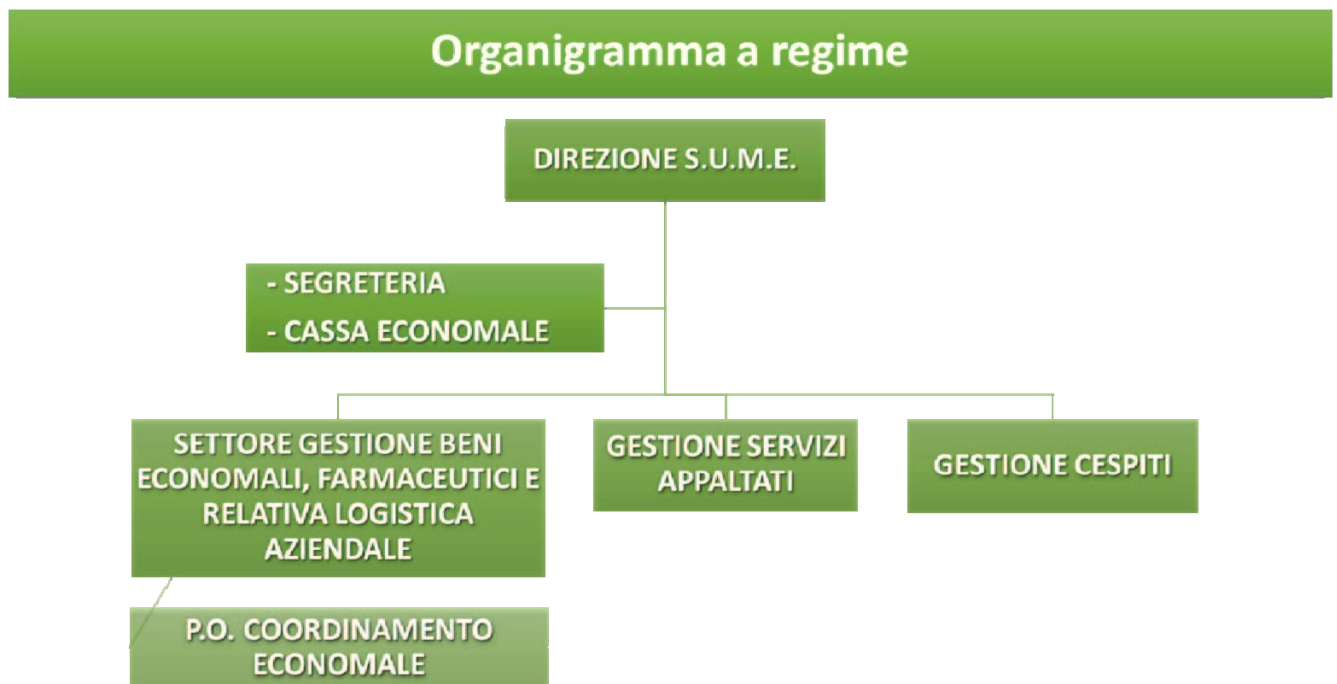 Organigramma a regime
DIREZIONE S.U.M.E.
- SEGRETERIA
- CASSA ECONOMALE
SETTORE GESTIONE BENI
ECONOMALI, FARMACEUTICI E
RELATIVA LOGISTICA
AZIENDALE
GESTIONE SERVIZI
APPALTATI
GESTIONE CESPITI
P.O. COORDINAMENTO
ECONOMALE